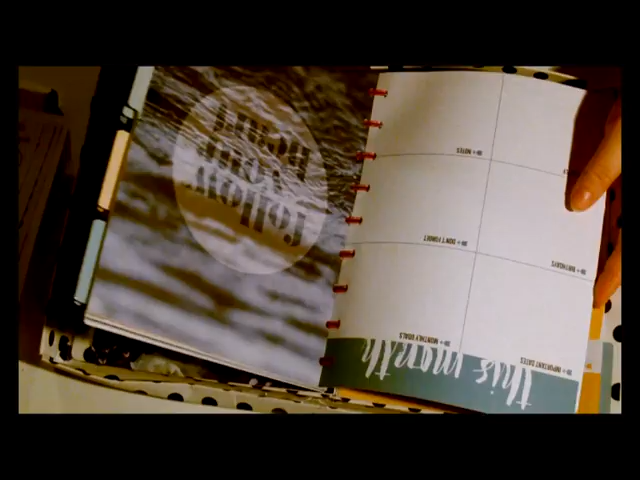 follow
your
heart
this month
IMPORTANT DATES
MONTHLY GOALS
BIRTHDAYS
DON'T FORGET
NOTES